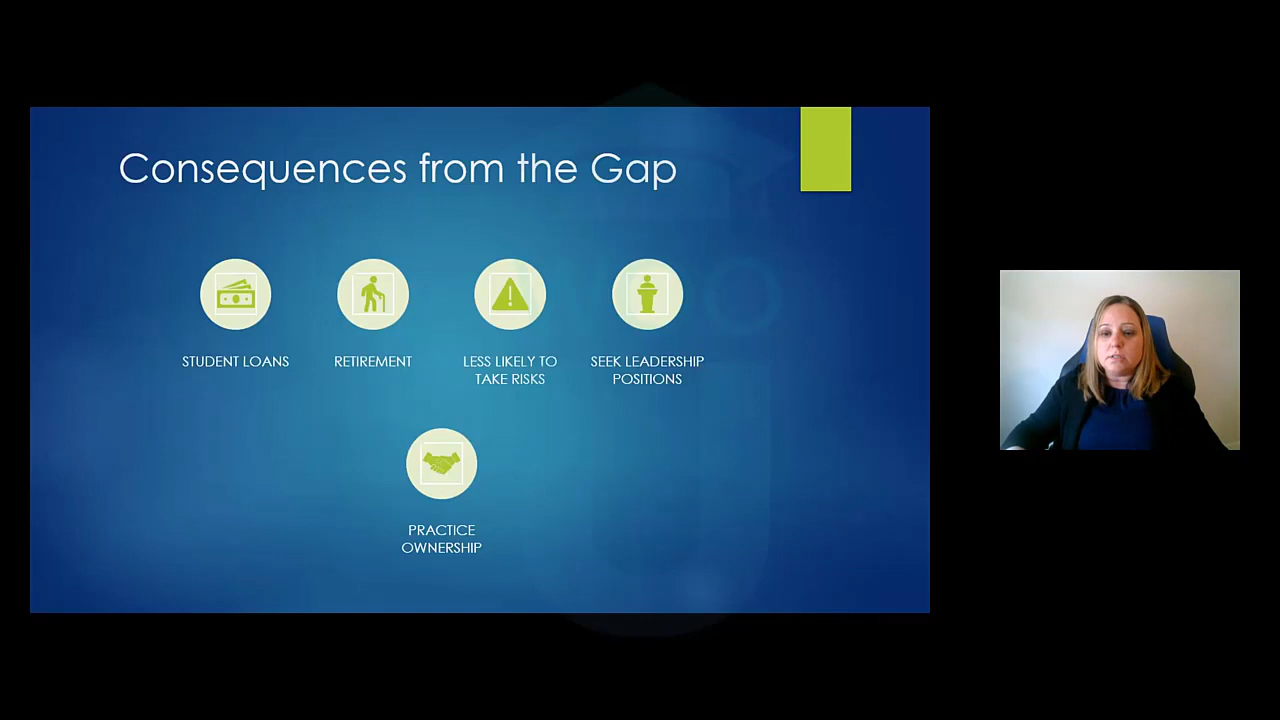 Consequences from the Gap
STUDENT LOANS
RETIREMENT
LESS LIKELY TO
TAKE RISKS
SEEK LEADERSHIP
POSITIONS
PRACTICE
OWNERSHIP